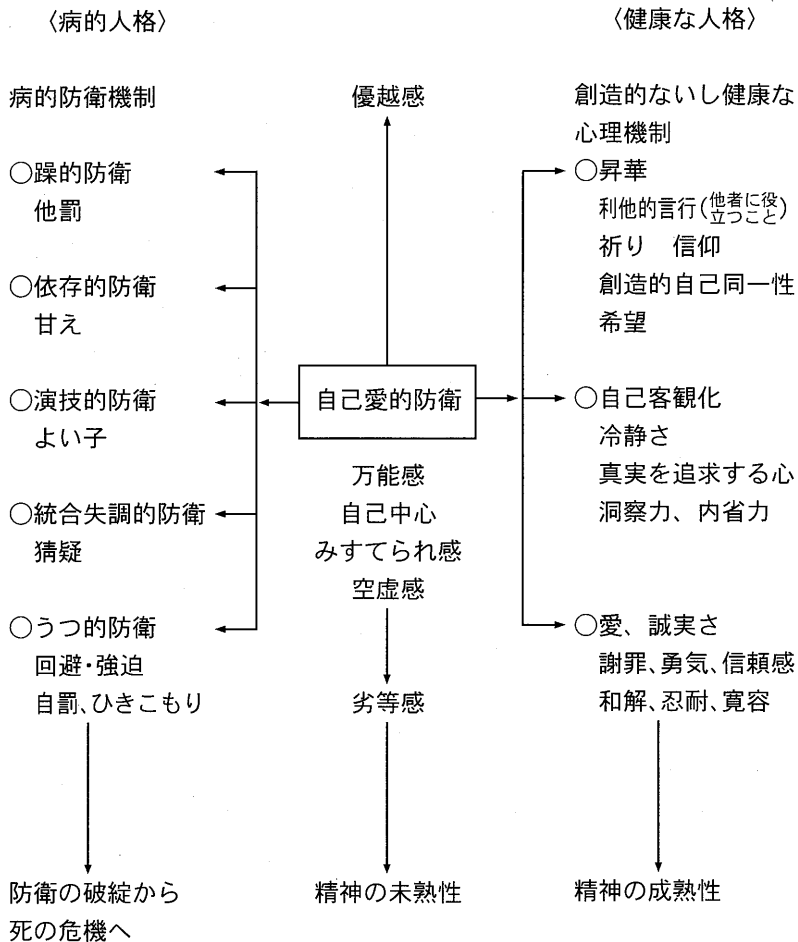 〈病的人格〉
病的防衛機制
○躁的防衛
他罰
○依存的防衛
甘え
○演技的防衛
よい子
○統合失調的防衛
猜疑
○うつ的防衛
回避・強迫
自罰、ひきこもり
防衛の破綻から
死の危機へ
優越感
自己愛的防衛
万能感
自己中心
みすてられ感
空虚感
劣等感
精神の未熟性
〈健康な人格〉
創造的ないし健康な
心理機制
○昇華
利他的言行(他者に役立つこと)
祈り　信仰
創造的自己同一性
希望
○自己客観化
冷静さ
真実を追求する心
洞察力、内省力
○愛、誠実さ
謝罪、勇気、信頼感
和解、忍耐、寛容
精神の成熟性